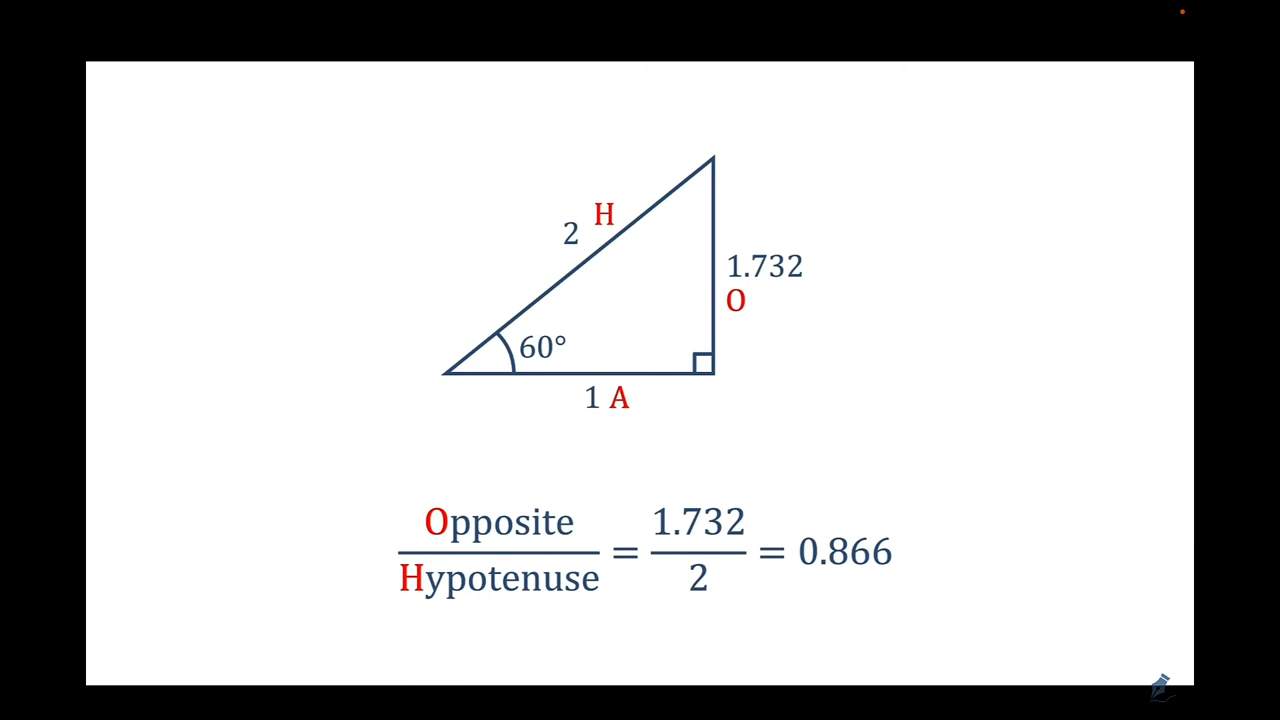 H
2
1.732
O
60°
1 A
Opposite
Hypotenuse
= 1.732
2
= 0.866